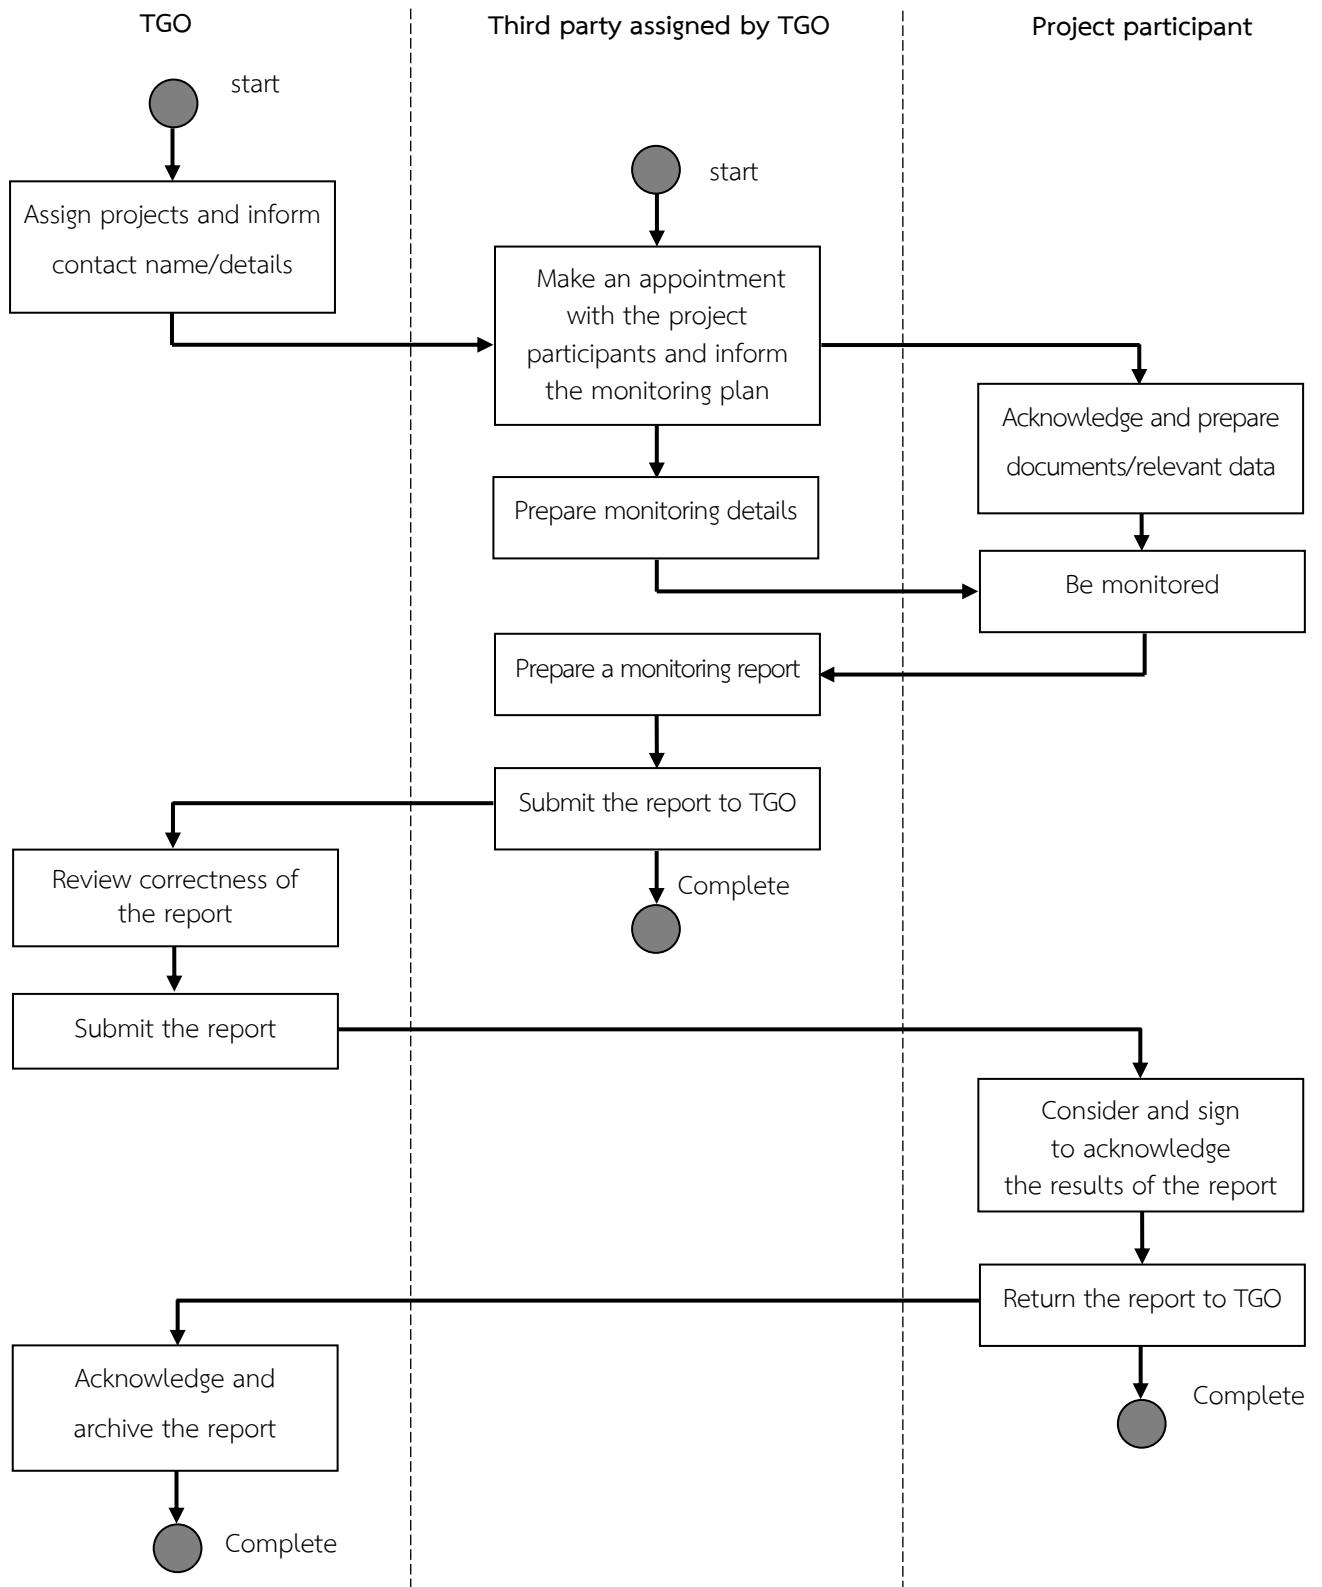 TGO
Third party assigned by TGO
Project participant
start
start
Assign projects and inform
contact name/details
Make an appointment
with the project
participants and inform
the monitoring plan
Acknowledge and prepare
documents/relevant data
Prepare monitoring details
Be monitored
Prepare a monitoring report
Submit the report to TGO
Review correctness of
the report
Complete
Submit the report
Consider and sign
to acknowledge
the results of the report
Return the report to TGO
Acknowledge and
archive the report
Complete
Complete